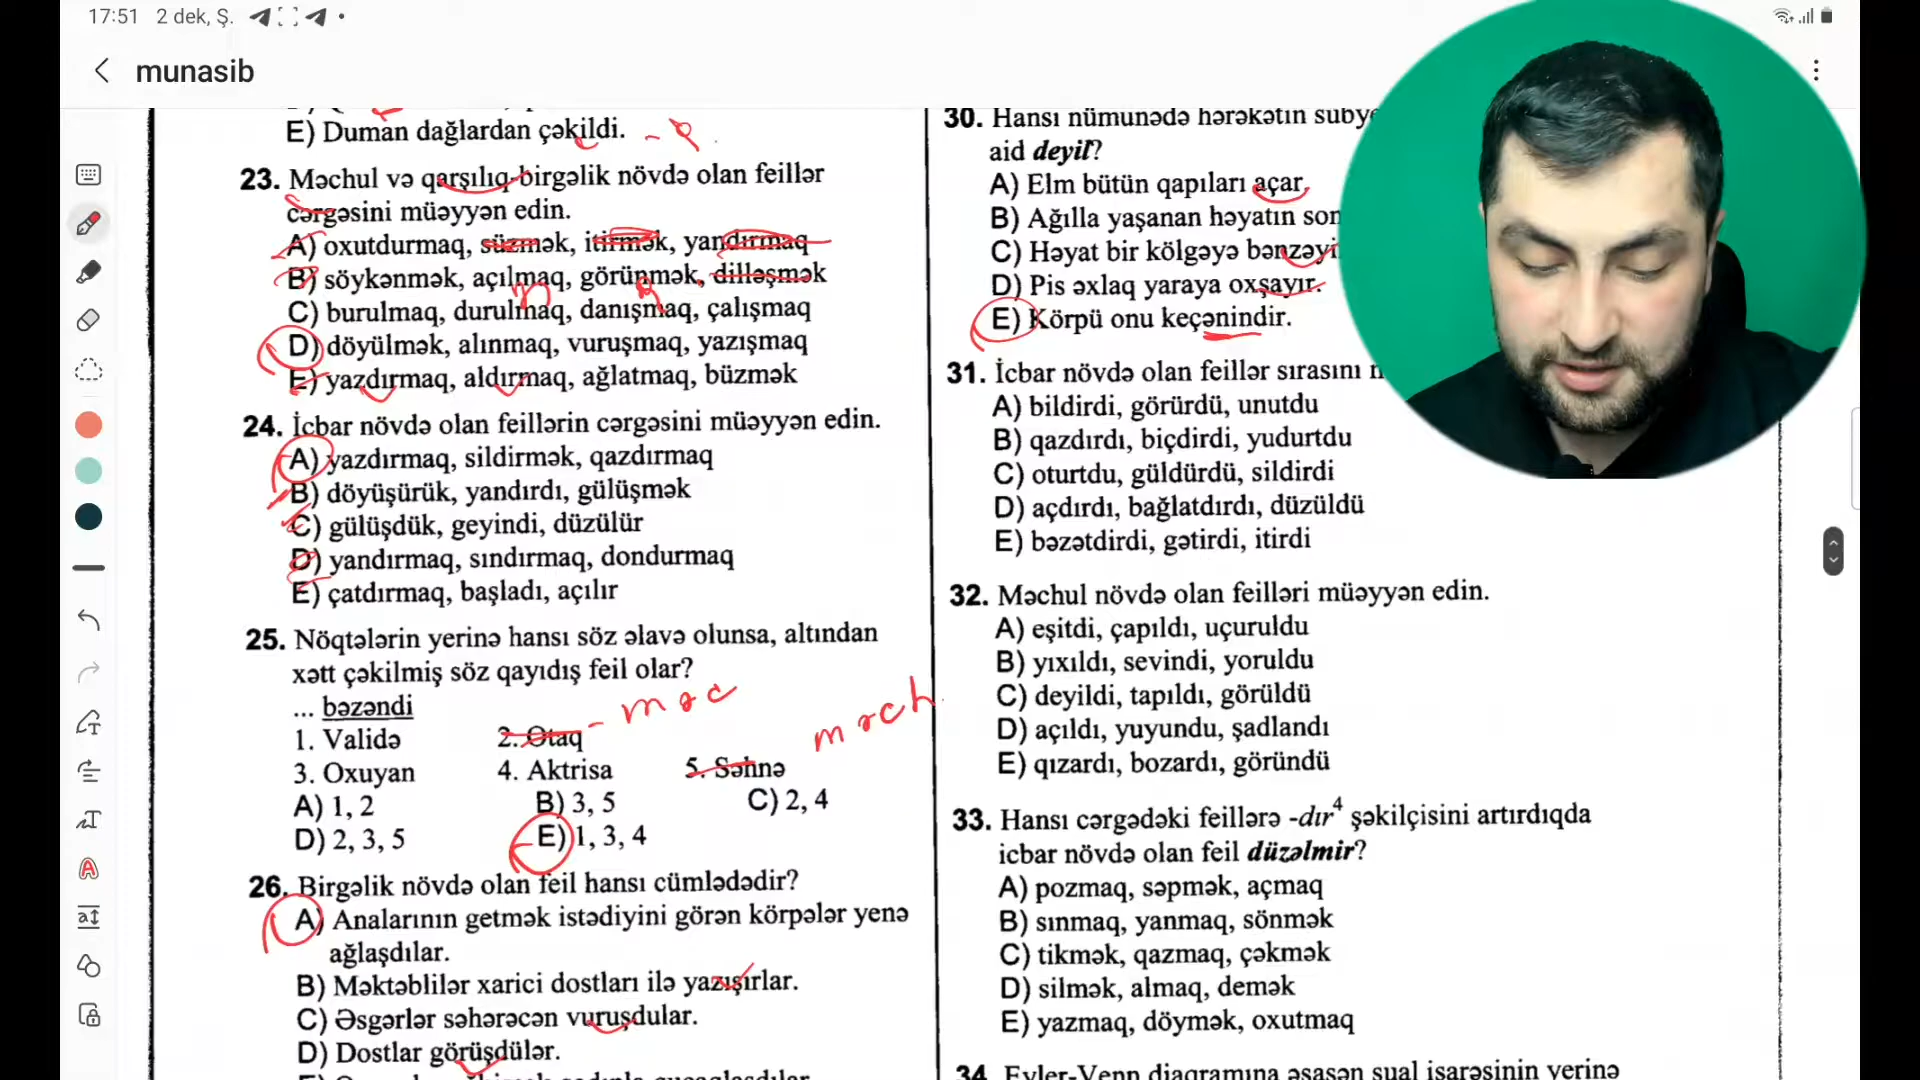 17:51 2 dek, Ş.
munasib
E) Duman dağlardan çəkildi.
23. Məchul və qarşılıq-birgəlik növdə olan feillər
cərgəsini müəyyən edin.
A) oxutdurmaq, süzmək, itirmək, yandırmaq
B) söykənmək, açılmaq, görünmək, dilləşmək
C) burulmaq, durulmaq, danışmaq, çalışmaq
D) döyülmək, alınmaq, vuruşmaq, yazışmaq
E) yazdırmaq, aldırmaq, ağlatmaq, büzmək
24. İcbar növdə olan feillərin cərgəsini müəyyən edin.
A) yazdırmaq, sildirmək, qazdırmaq
B) döyüşürük, yandırdı, gülüşmək
C) gülüşdük, geyindi, düzülür
D) yandırmaq, sındırmaq, dondurmaq
E) çatdırmaq, başladı, açılır
25. Nöqtələrin yerinə hansı söz əlavə olunsa, altından
xətt çəkilmiş söz qayıdış feil olar?
... bəzəndi
1. Validə 2. Otaq - məc
3. Oxuyan 4. Aktrisa 5. Səhnə məch
A) 1, 2 B) 3, 5 C) 2, 4
D) 2, 3, 5 E) 1, 3, 4
26. Birgəlik növdə olan feil hansı cümlədədir?
A) Analarının getmək istədiyini görən körpələr yenə
ağlaşdılar.
B) Məktəblilər xarici dostları ilə yazışırlar.
C) Əsgərlər səhərəcən vuruşdular.
D) Dostlar görüşdülər.
30. Hansı nümunədə hərəkətin
aid deyil?
A) Elm bütün qapıları açar.
B) Ağılla yaşanan həyatın
C) Həyat bir kölgəyə
D) Pis əxlaq yaraya oxşayır.
E) Körpü onu keçənindir.
31. İcbar növdə olan feillər sırasını
A) bildirdi, görürdü, unutdu
B) qazdırdı, biçdirdi, yudurtdu
C) oturtdu, güldürdü, sildirdi
D) açdırdı, bağlatdırdı, düzüldü
E) bəzətdirdi, gətirdi, itirdi
32. Məchul növdə olan feilləri müəyyən edin.
A) eşitdi, çapıldı, uçuruldu
B) yıxıldı, sevindi, yoruldu
C) deyildi, tapıldı, görüldü
D) açıldı, yuyundu, şadlandı
E) qızardı, bozardı, göründü
33. Hansı cərgədəki feillərə -dır⁴ şəkilçisini artırdıqda
icbar növdə olan feil düzəlmir?
A) pozmaq, səpmək, açmaq
B) sınmaq, yanmaq, sönmək
C) tikmək, qazmaq, çəkmək
D) silmək, almaq, demək
E) yazmaq, döymək, oxutmaq
34. Eyler-Venn diaqramına əsasən sual işarəsinin yerinə